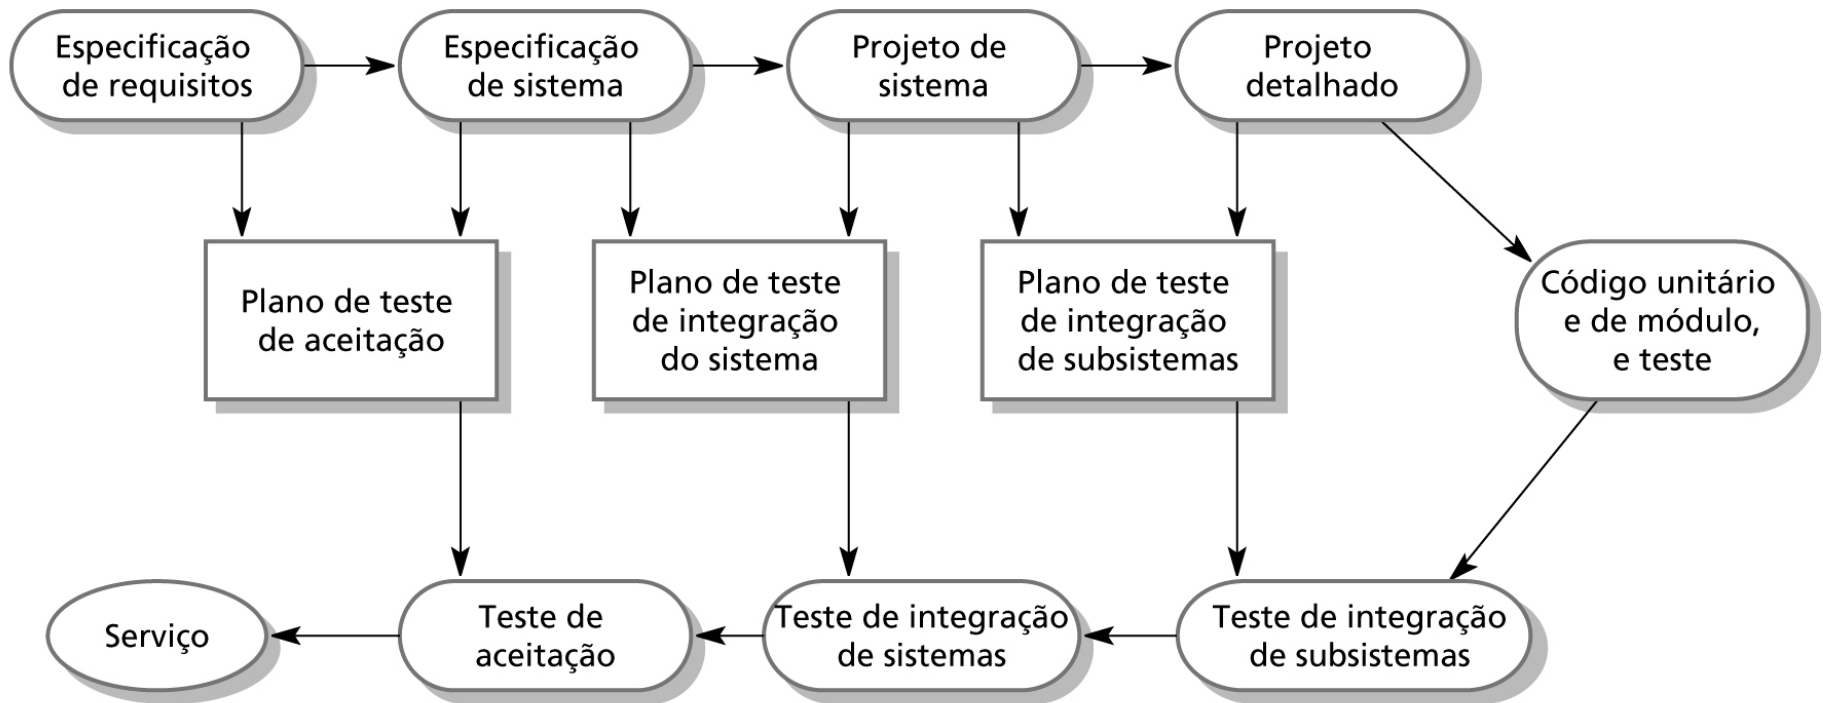 Especificação
de requisitos
Especificação
de sistema
Projeto de
sistema
Projeto
detalhado
Plano de teste
de aceitação
Plano de teste
de integração
do sistema
Plano de teste
de integração
de subsistemas
Código unitário
e de módulo,
e teste
Serviço
Teste de
aceitação
Teste de integração
de sistemas
Teste de integração
de subsistemas